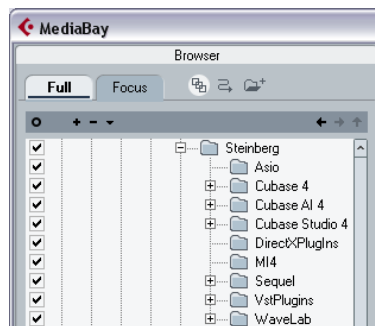 MediaBay
Browser
Full Focus
Steinberg
Asio
Cubase 4
Cubase AI 4
Cubase Studio 4
DirectXPlugIns
MI4
Sequel
VstPlugins
WaveLab